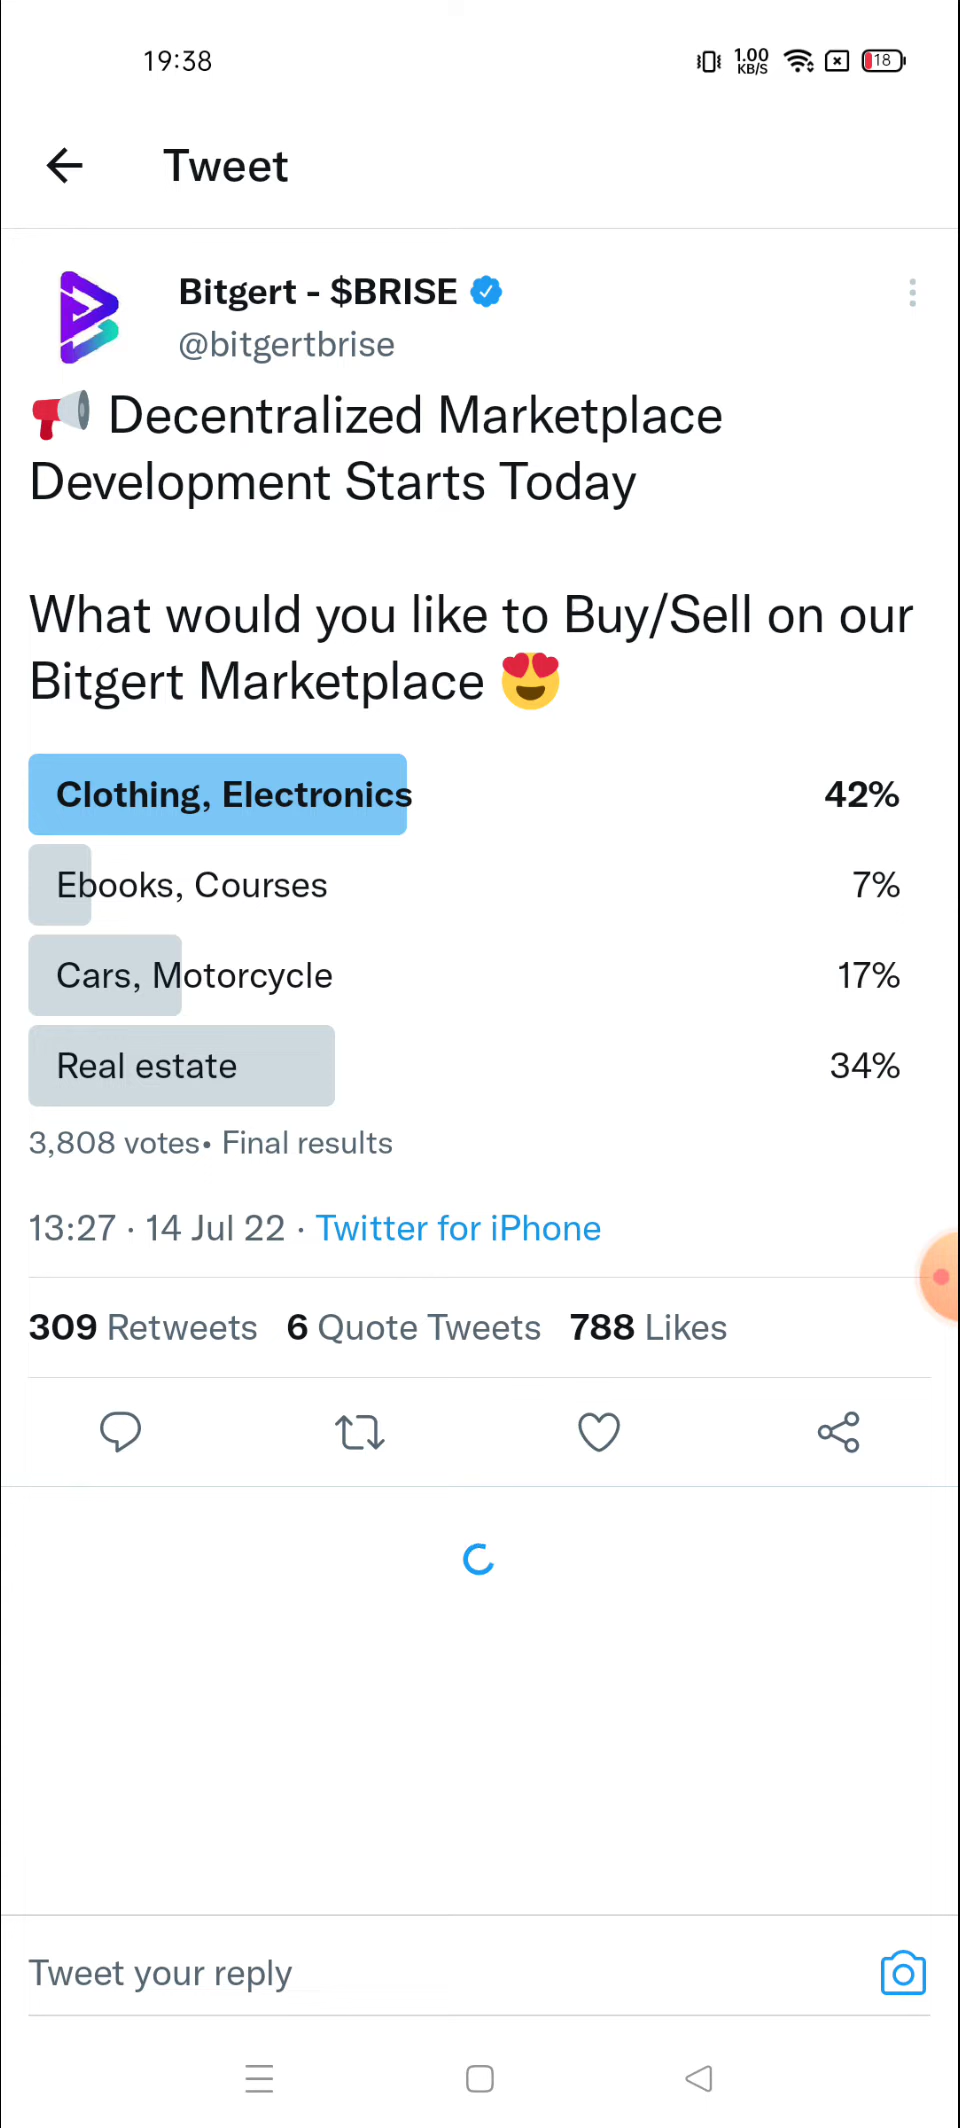 19:38
1.00
KB/S
18
Tweet
Bitgert - $BRISE
@bitgertbrise
Decentralized Marketplace
Development Starts Today
What would you like to Buy/Sell on our
Bitgert Marketplace
Clothing, Electronics 42%
Ebooks, Courses 7%
Cars, Motorcycle 17%
Real estate 34%
3,808 votes• Final results
13:27 · 14 Jul 22 · Twitter for iPhone
309 Retweets 6 Quote Tweets 788 Likes
Tweet your reply